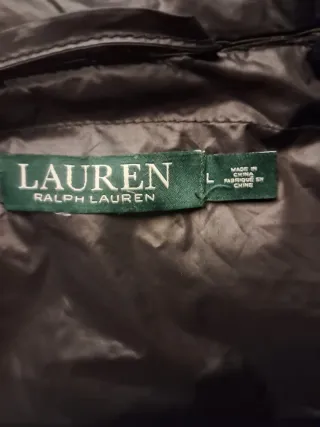 LAUREN
RALPH LAUREN
L
MADE IN
CHINA
FABRIQUÉ EN
CHINE